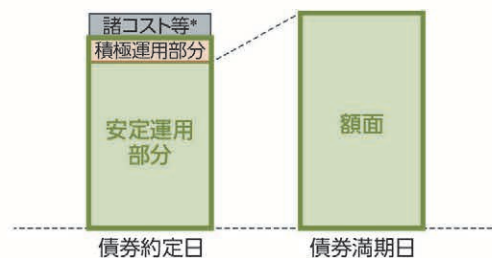 諸コスト等*
積極運用部分
安定運用
部分
額面
債券約定日
債券満期日